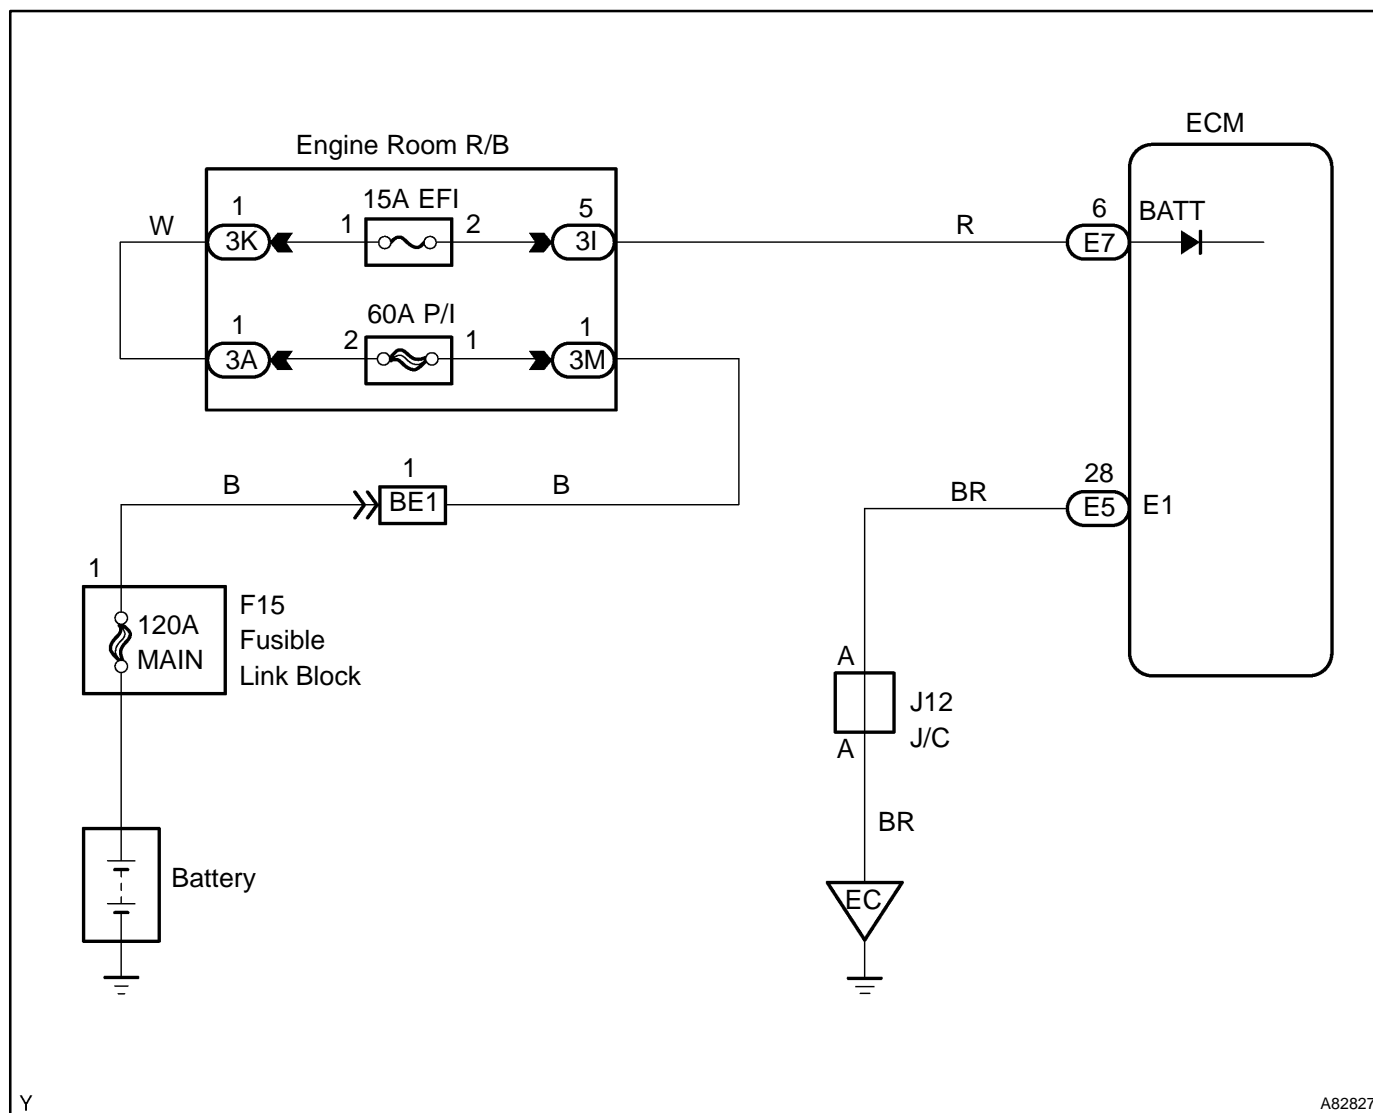 ECM
Engine Room R/B
1
15A EFI
5
6
BATT
W
3K
1
2
3I
R
E7
1
60A P/I
1
3A
2
1
3M
B
1
BE1
B
28
BR
E5
E1
1
120A
MAIN
F15
Fusible
Link Block
A
J12
J/C
A
BR
Battery
EC
Y
A82827